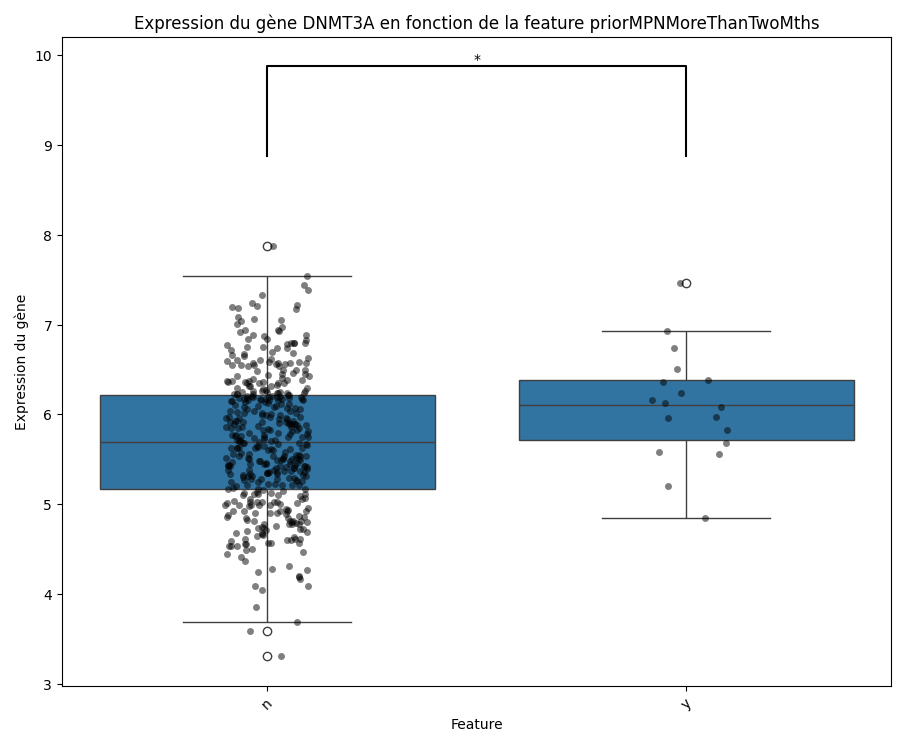 Expression du gène DNMT3A en fonction de la feature priorMPNMoreThanTwoMths
*
10
9
8
7
6
5
4
3
Expression du gène
n
y
Feature